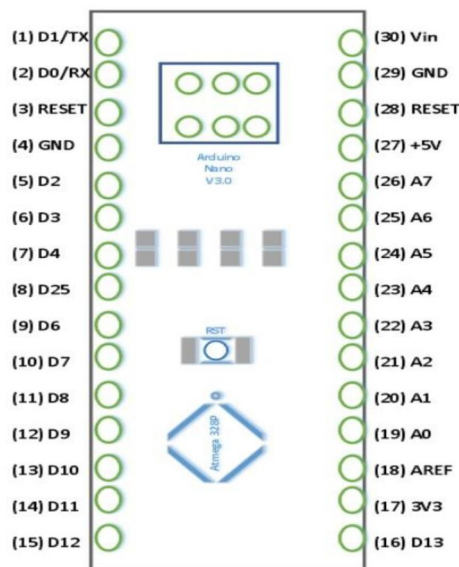 (1) D1/TX
(2) D0/RX
(3) RESET
(4) GND
(5) D2
(6) D3
(7) D4
(8) D25
(9) D6
(10) D7
(11) D8
(12) D9
(13) D10
(14) D11
(15) D12
Arduino
Nano
V3.0
RST
Atmega 328P
(30) Vin
(29) GND
(28) RESET
(27) +5V
(26) A7
(25) A6
(24) A5
(23) A4
(22) A3
(21) A2
(20) A1
(19) A0
(18) AREF
(17) 3V3
(16) D13